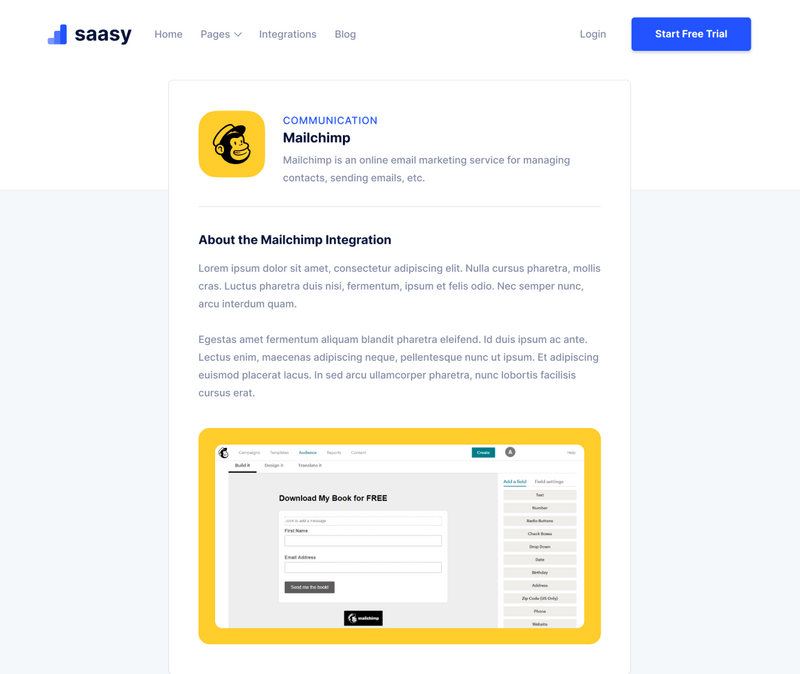 saasy
Home
Pages
Integrations
Blog
Login
Start Free Trial
COMMUNICATION
Mailchimp
Mailchimp is an online email marketing service for managing
contacts, sending emails, etc.
About the Mailchimp Integration
Lorem ipsum dolor sit amet, consectetur adipiscing elit. Nulla cursus pharetra, mollis
cras. Luctus pharetra duis nisi, fermentum, ipsum et felis odio. Nec semper nunc,
arcu interdum quam.
Egestas amet fermentum aliquam blandit pharetra eleifend. Id duis ipsum ac ante.
Lectus enim, maecenas adipiscing neque, pellentesque nunc ut ipsum. Et adipiscing
euismod placerat lacus. In sed arcu ullamcorper pharetra, nunc lobortis facilisis
cursus erat.
Campaigns
Templates
Audience
Reports
Content
Create
A
Help
Build it
Design it
Translate it
Add a field
Field settings
Download My Book for FREE
click to add a message
First Name
Email Address
Send me the book!
mailchimp
Text
Number
Radio Buttons
Check Boxes
Drop Down
Date
Birthday
Address
Zip Code (US Only)
Phone
Website